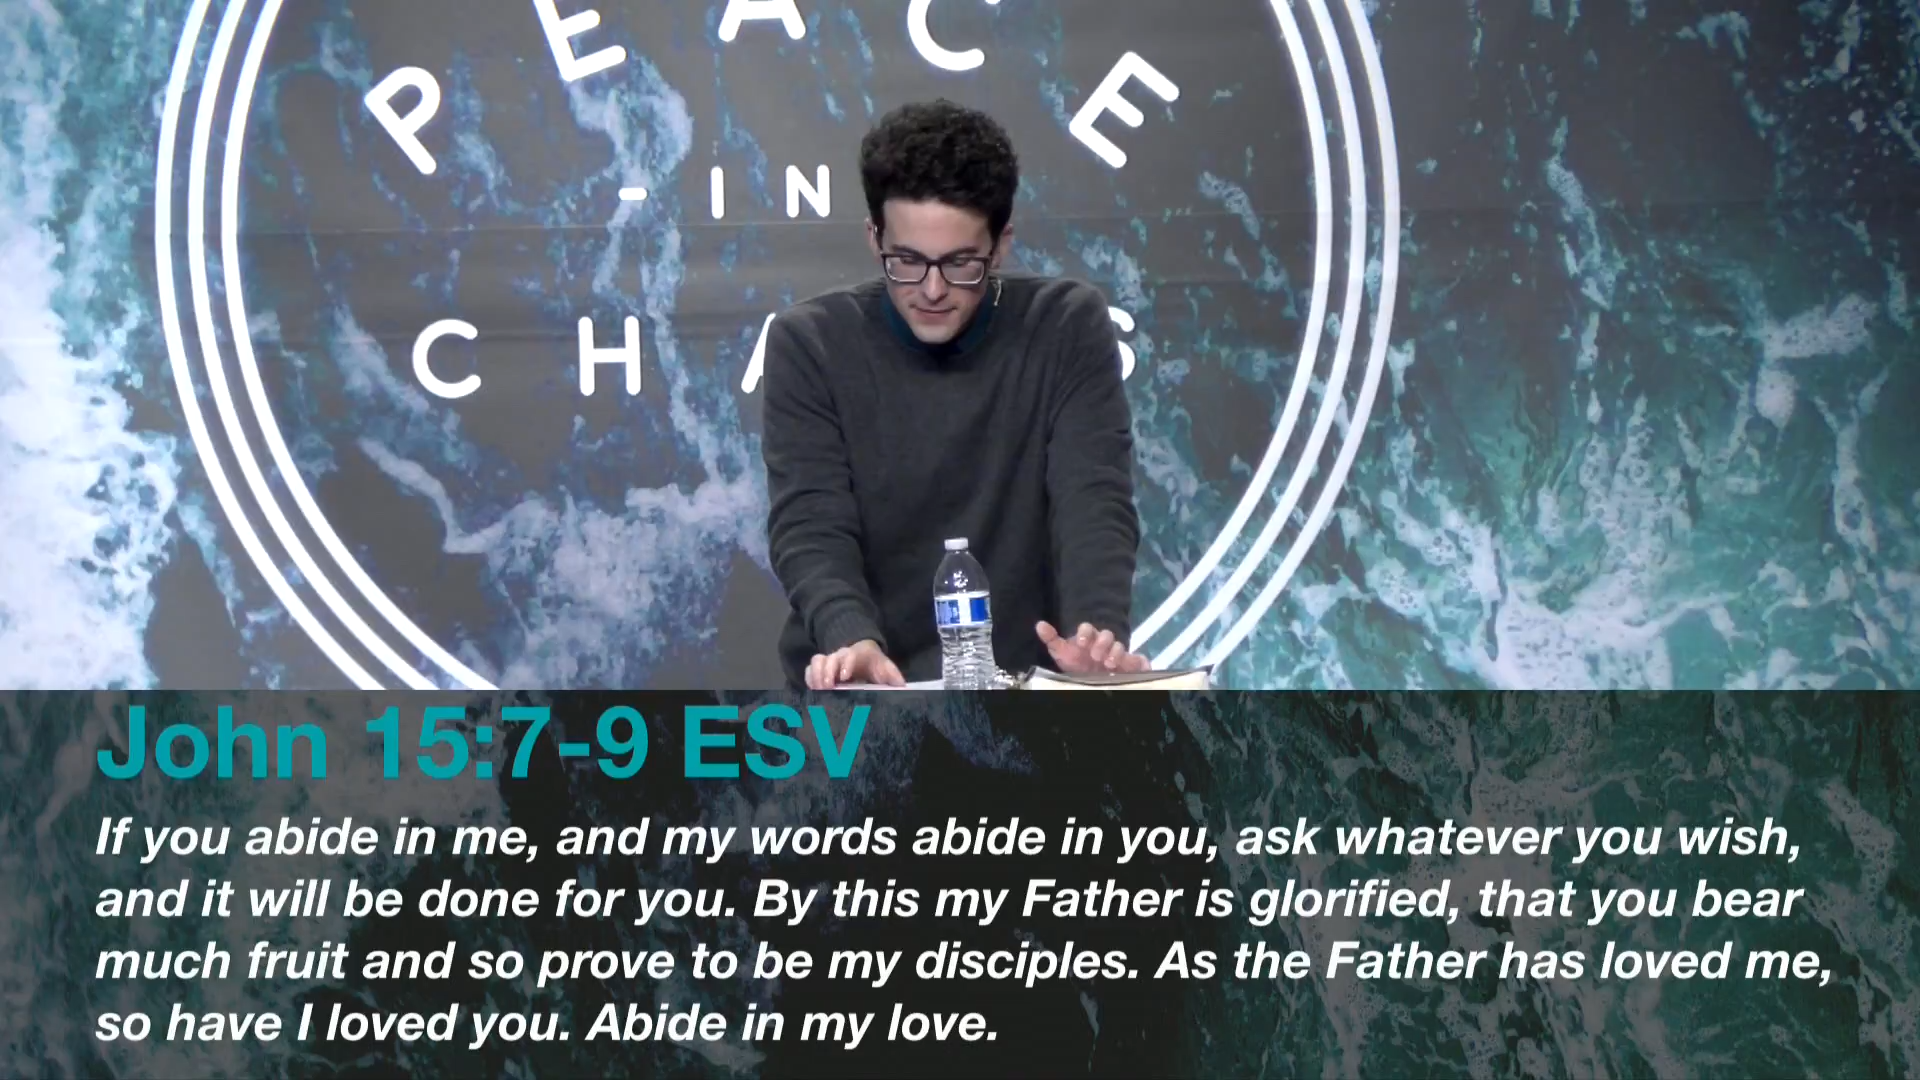 PEACE
- IN
CHA S
John 15:7-9 ESV
If you abide in me, and my words abide in you, ask whatever you wish,
and it will be done for you. By this my Father is glorified, that you bear
much fruit and so prove to be my disciples. As the Father has loved me,
so have I loved you. Abide in my love.